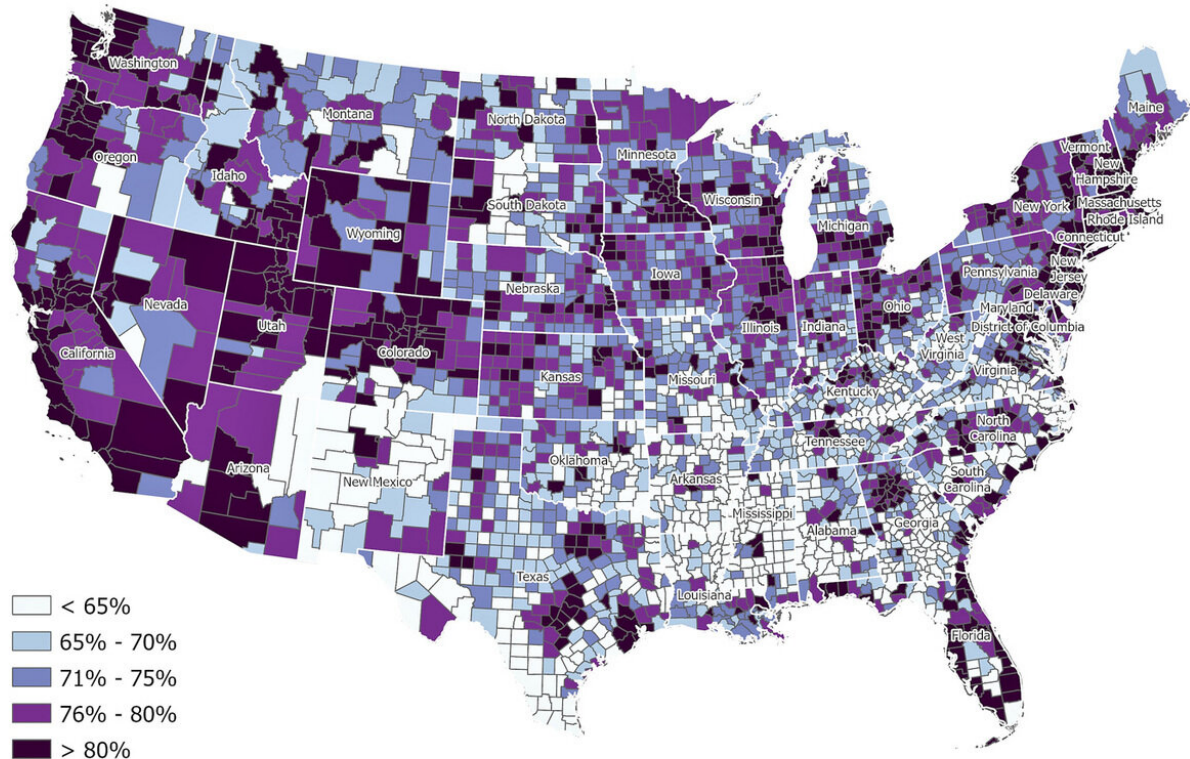 Washington
Montana
North Dakota
Minnesota
Maine
Vermont
New
Hampshire
Oregon
Idaho
Wisconsin
Michigan
New York
Massachusetts
Rhode Island
Connecticut
South Dakota
Wyoming
Iowa
Pennsylvania
New
Jersey
Nebraska
Nevada
Utah
Colorado
Illinois
Indiana
Ohio
Maryland
Delaware
District of Columbia
West
Virginia
Virginia
California
Kansas
Missouri
Kentucky
Arizona
New Mexico
Oklahoma
Arkansas
Tennessee
North
Carolina
South
Carolina
Mississippi
Alabama
Georgia
Texas
Louisiana
Florida
< 65%
65% - 70%
71% - 75%
76% - 80%
> 80%